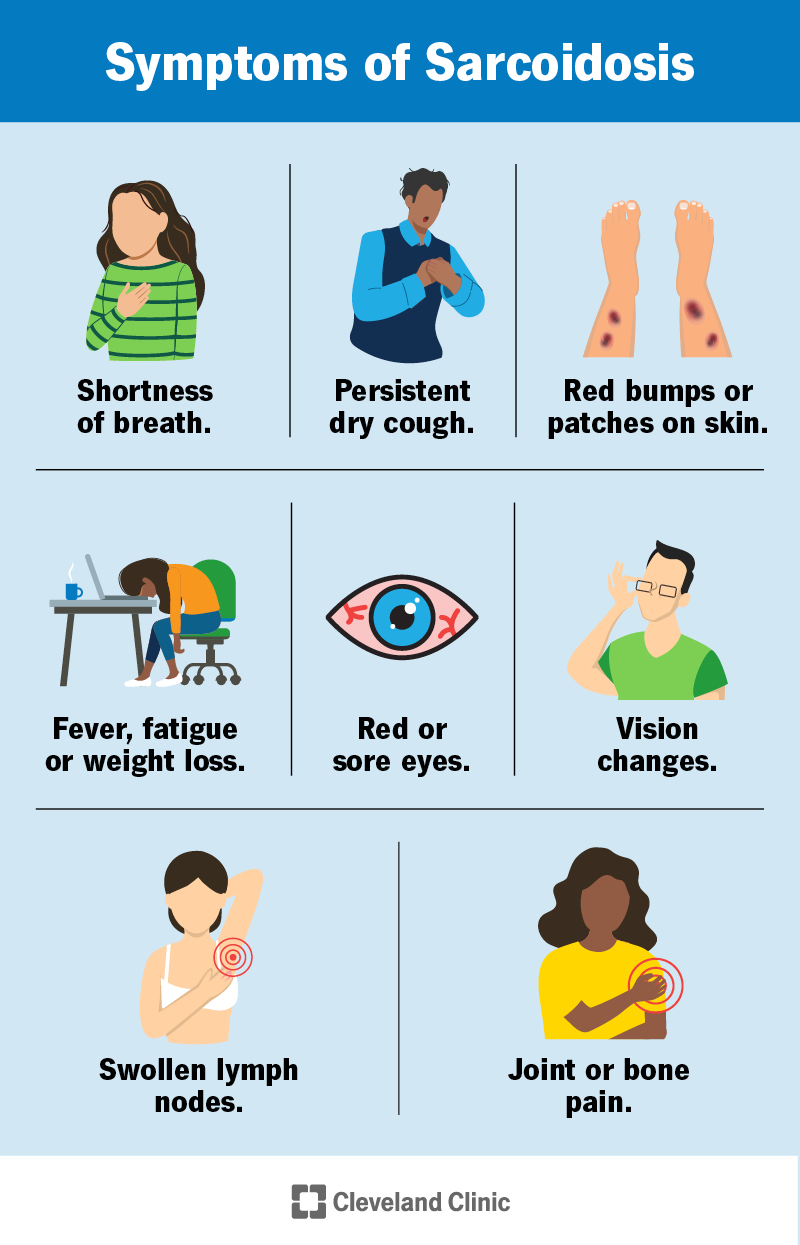 Symptoms of Sarcoidosis
Shortness
of breath.
Persistent
dry cough.
Red bumps or
patches on skin.
Fever, fatigue
or weight loss.
Red or
sore eyes.
Vision
changes.
Swollen lymph
nodes.
Joint or bone
pain.
Cleveland Clinic